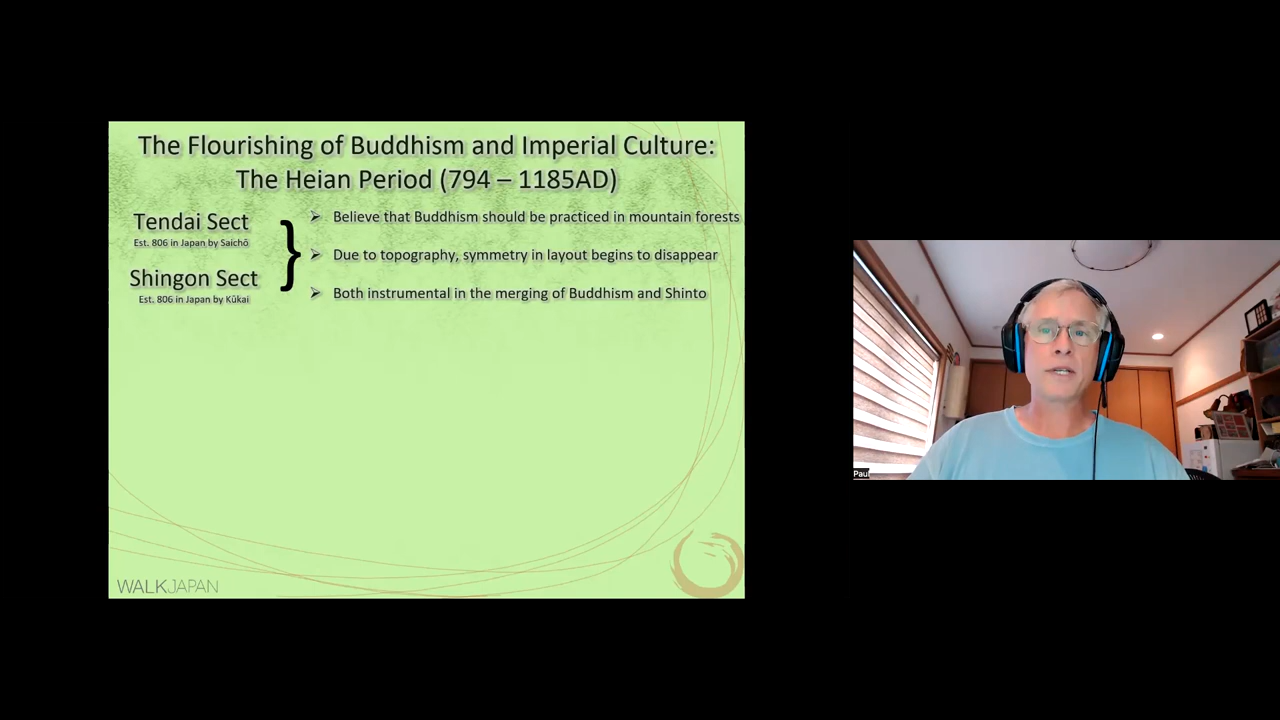 The Flourishing of Buddhism and Imperial Culture:
The Heian Period (794 – 1185AD)
Tendai Sect
Est. 806 in Japan by Saichō
Shingon Sect
Est. 806 in Japan by Kūkai
}
➢ Believe that Buddhism should be practiced in mountain forests
➢ Due to topography, symmetry in layout begins to disappear
➢ Both instrumental in the merging of Buddhism and Shinto
WALKJAPAN
Paul